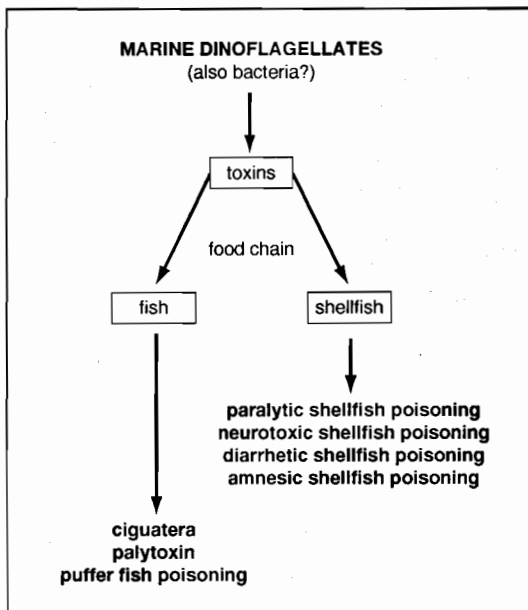 MARINE DINOFLAGELLATES
(also bacteria?)
toxins
food chain
fish
shellfish
paralytic shellfish poisoning
neurotoxic shellfish poisoning
diarrhetic shellfish poisoning
amnesic shellfish poisoning
ciguatera
palytoxin
puffer fish poisoning